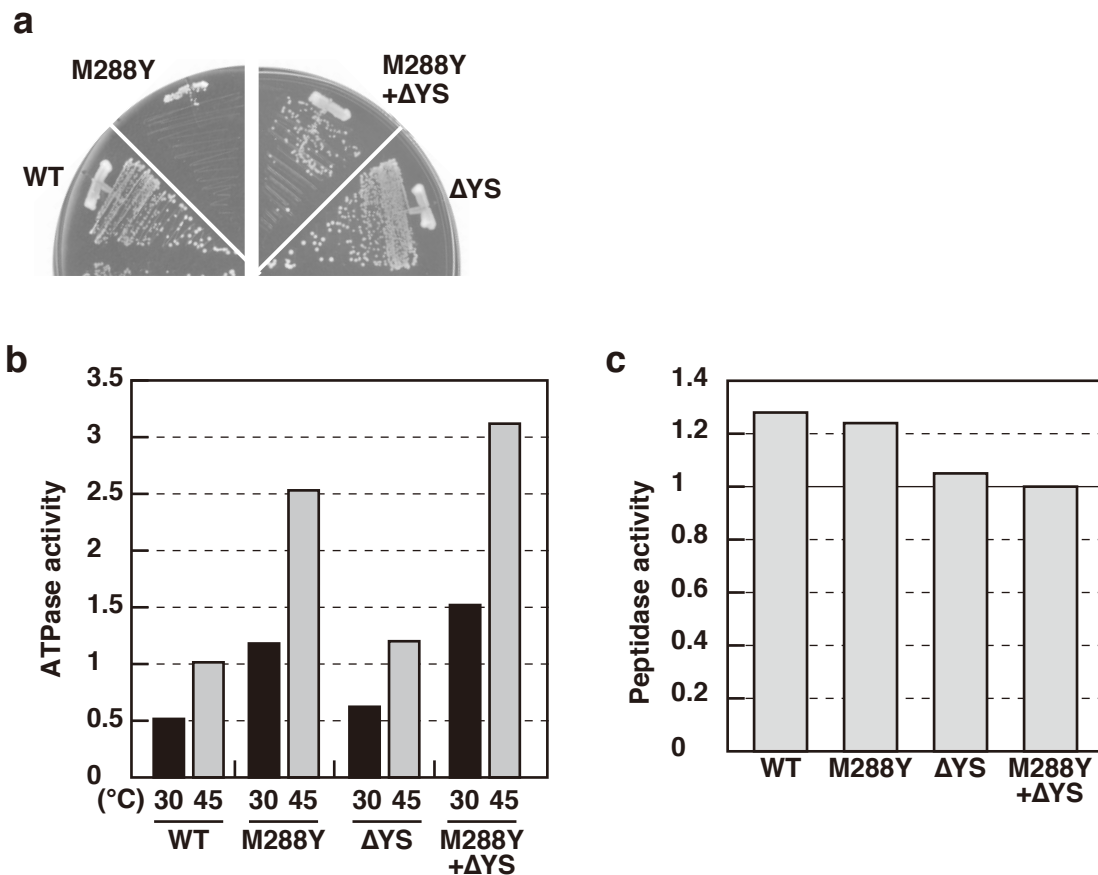 a
M288Y
M288Y
+ΔYS
WT
ΔYS
b
3.5
3
2.5
2
1.5
1
0.5
0
ATPase activity
(°C) 30 45 30 45 30 45 30 45
WT M288Y ΔYS M288Y
+ΔYS
c
1.4
1.2
1
0.8
0.6
0.4
0.2
0
Peptidase activity
WT M288Y ΔYS M288Y
+ΔYS